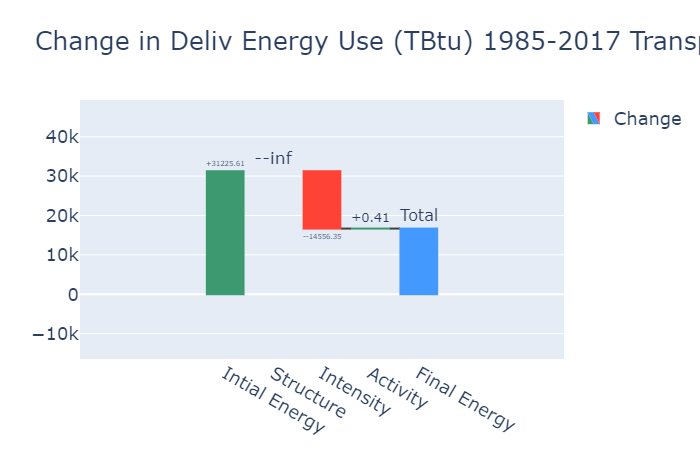 Change in Deliv Energy Use (TBtu) 1985-2017 Transp
Change
40k
30k
20k
10k
0
−10k
+31225.61
--inf
--14556.35
+0.41
Total
Intial Energy
Structure
Intensity
Activity
Final Energy